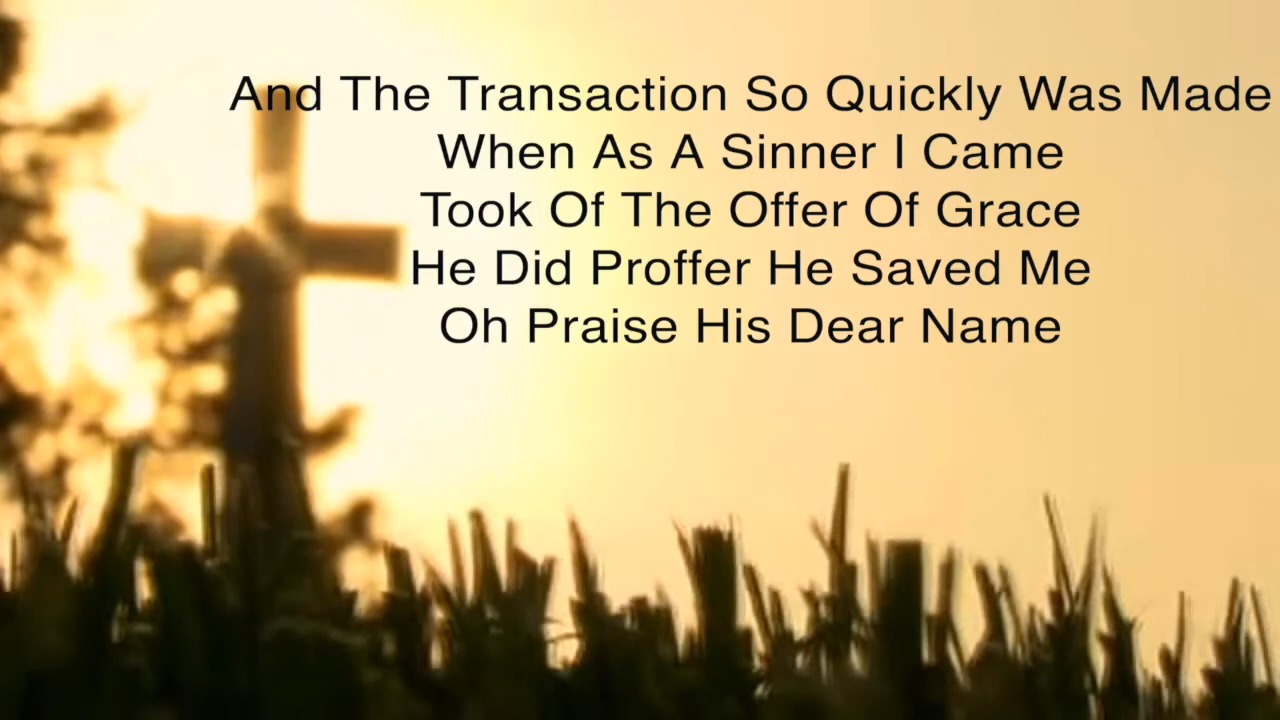 And The Transaction So Quickly Was Made
When As A Sinner I Came
Took Of The Offer Of Grace
He Did Proffer He Saved Me
Oh Praise His Dear Name